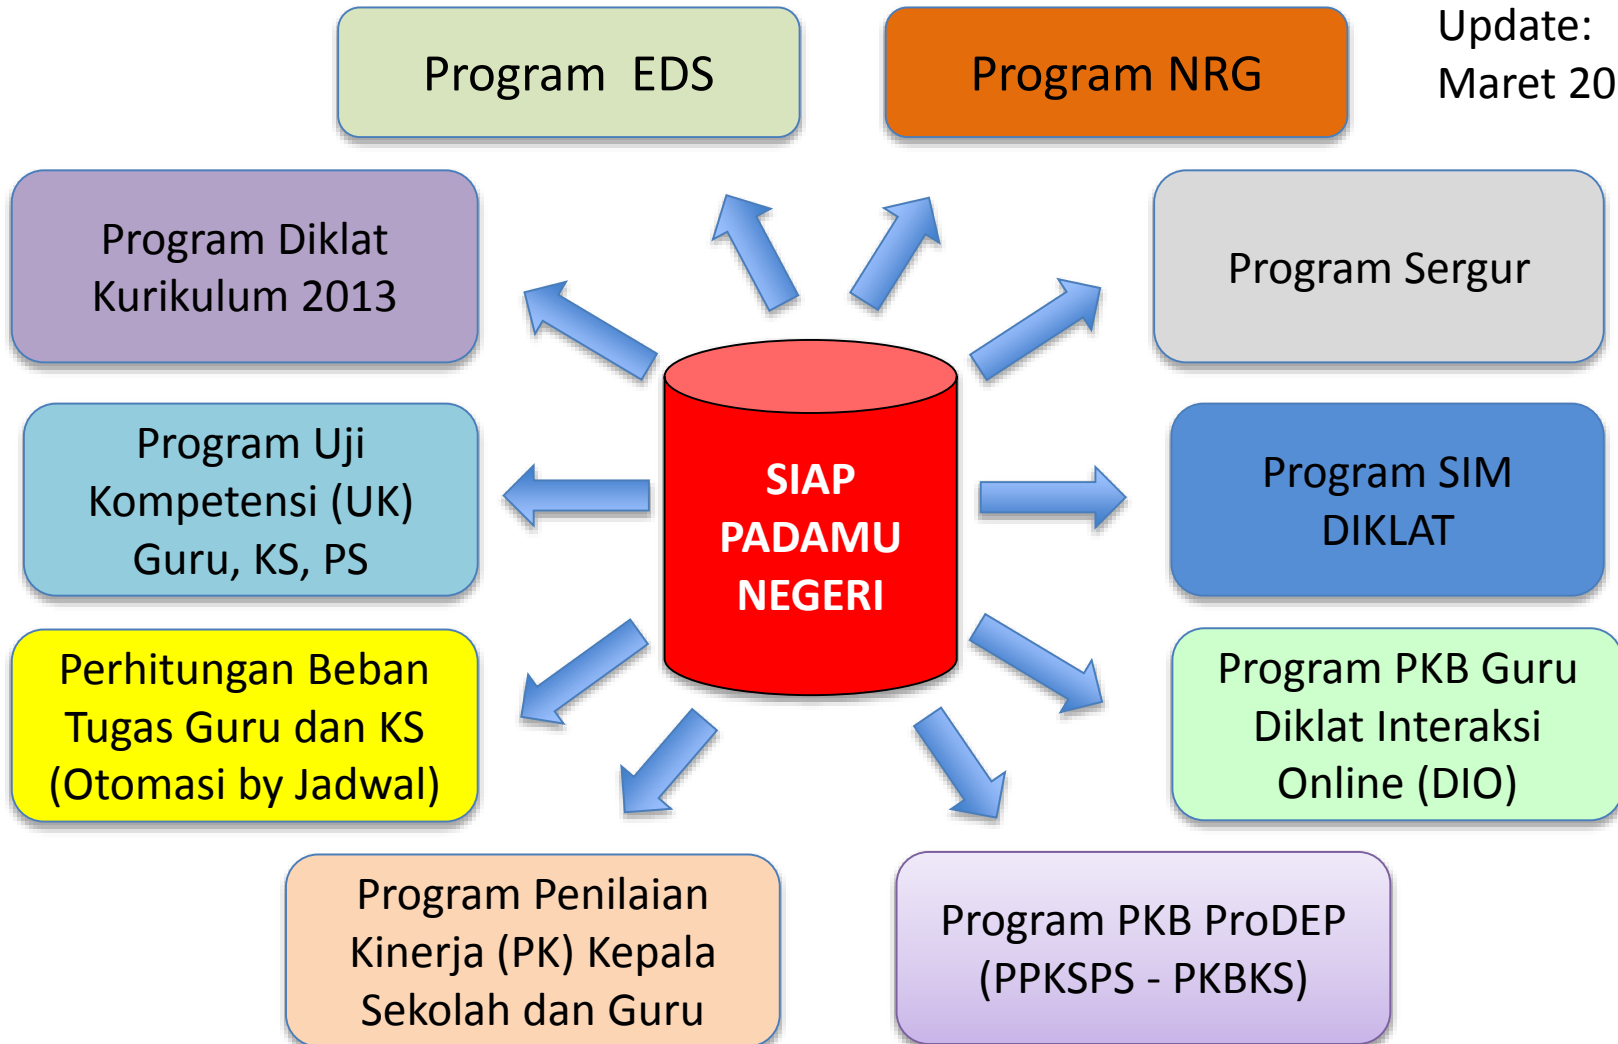 Program EDS
Program NRG
Update:
Maret 20
Program Diklat
Kurikulum 2013
Program Sergur
Program Uji
Kompetensi (UK)
Guru, KS, PS
SIAP
PADAMU
NEGERI
Program SIM
DIKLAT
Perhitungan Beban
Tugas Guru dan KS
(Otomasi by Jadwal)
Program PKB Guru
Diklat Interaksi
Online (DIO)
Program Penilaian
Kinerja (PK) Kepala
Sekolah dan Guru
Program PKB ProDEP
(PPKSPS - PKBKS)